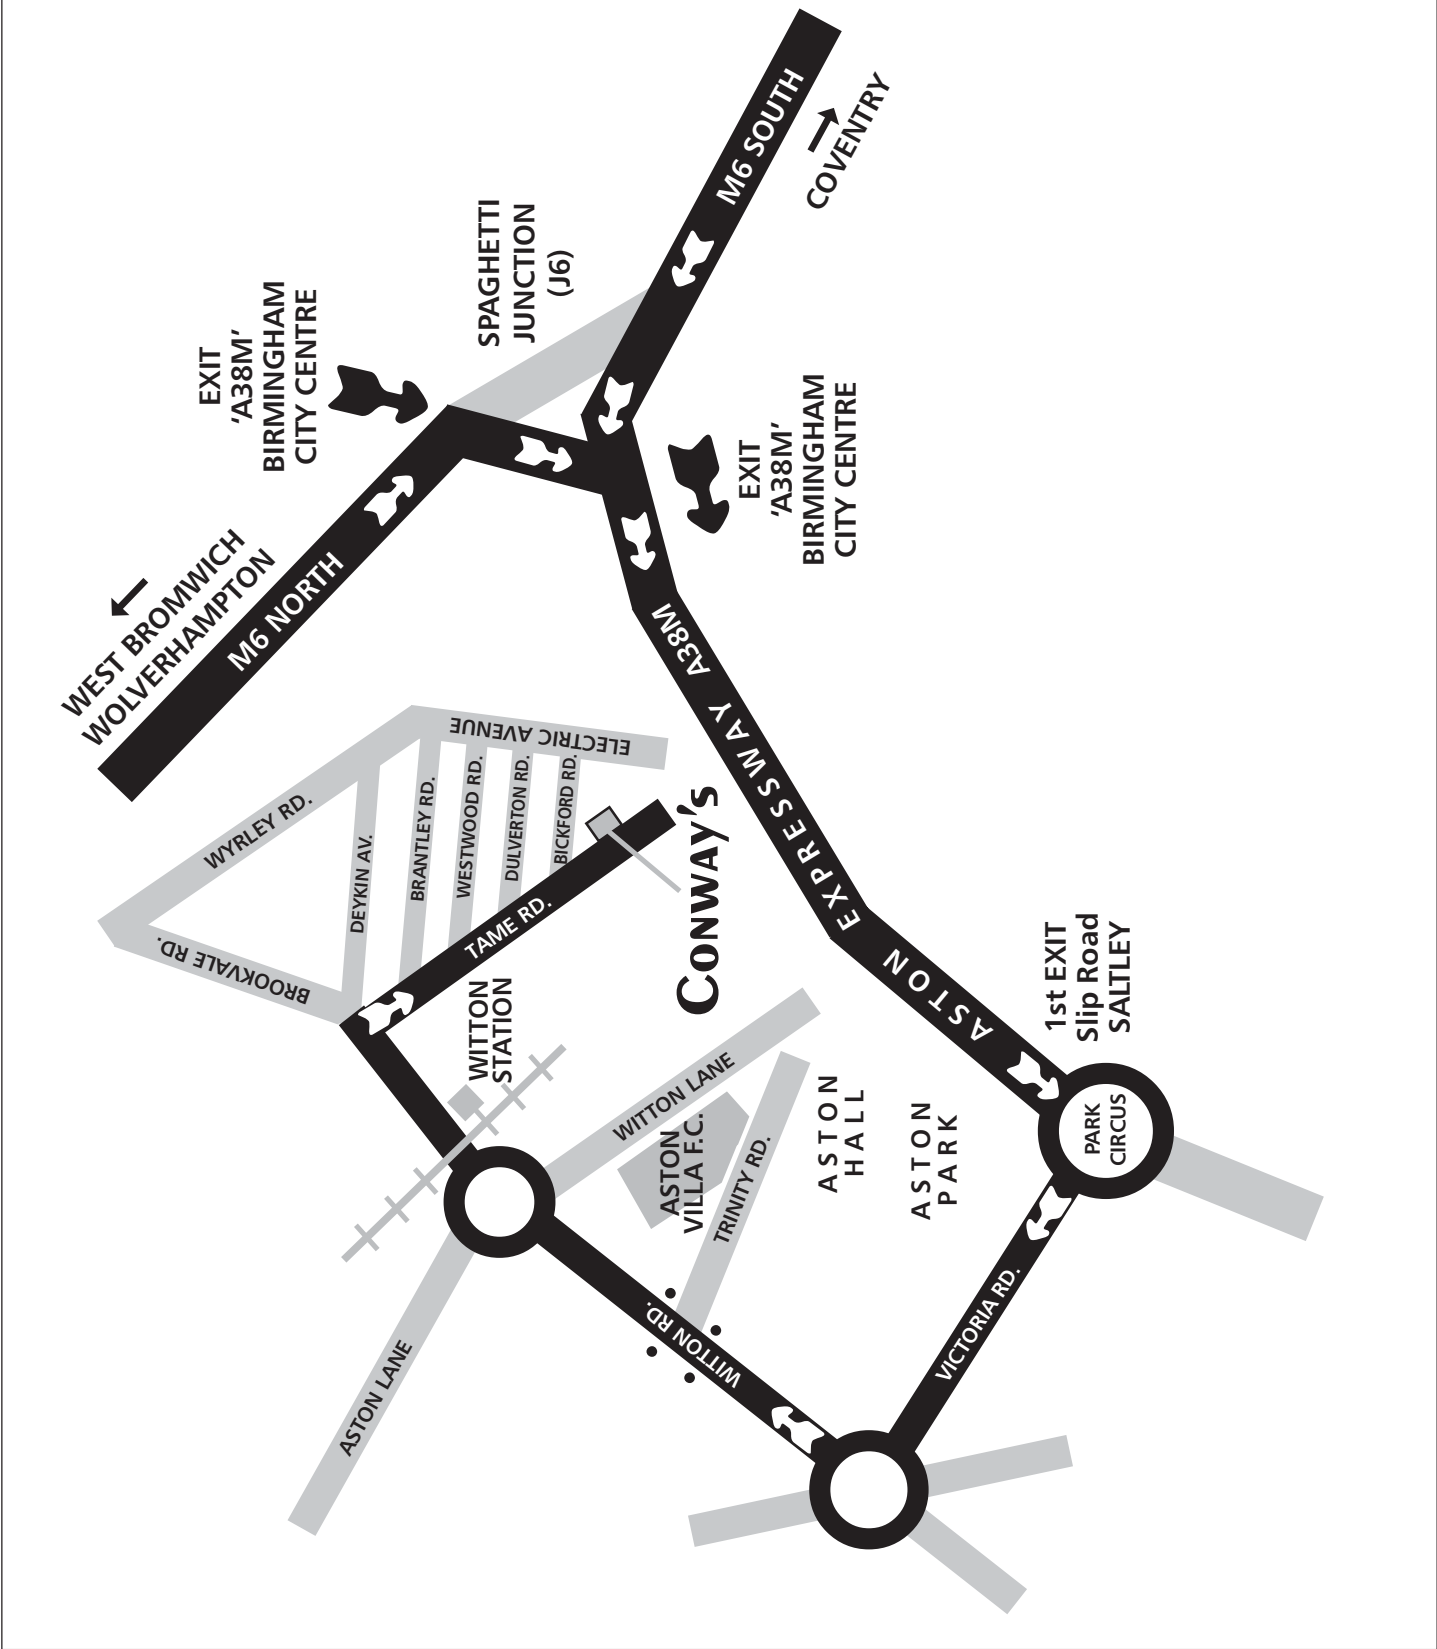 WEST BROMWICH
WOLVERHAMPTON
M6 NORTH
EXIT
‘A38M’
BIRMINGHAM
CITY CENTRE
SPAGHETTI
JUNCTION
(J6)
M6 SOUTH
COVENTRY
EXIT
‘A38M’
BIRMINGHAM
CITY CENTRE
WYRLEY RD.
BROOKVALE RD.
DEYKIN AV.
BRANTLEY RD.
WESTWOOD RD.
DULVERTON RD.
BICKFORD RD.
ELECTRIC AVENUE
TAME RD.
Conway’s
WITTON
STATION
ASTON EXPRESSWAY A38M
WITTON LANE
ASTON
VILLA F.C.
TRINITY RD.
ASTON
HALL
ASTON
PARK
1st EXIT
Slip Road
SALTLEY
PARK
CIRCUS
ASTON LANE
WITTON RD.
VICTORIA RD.